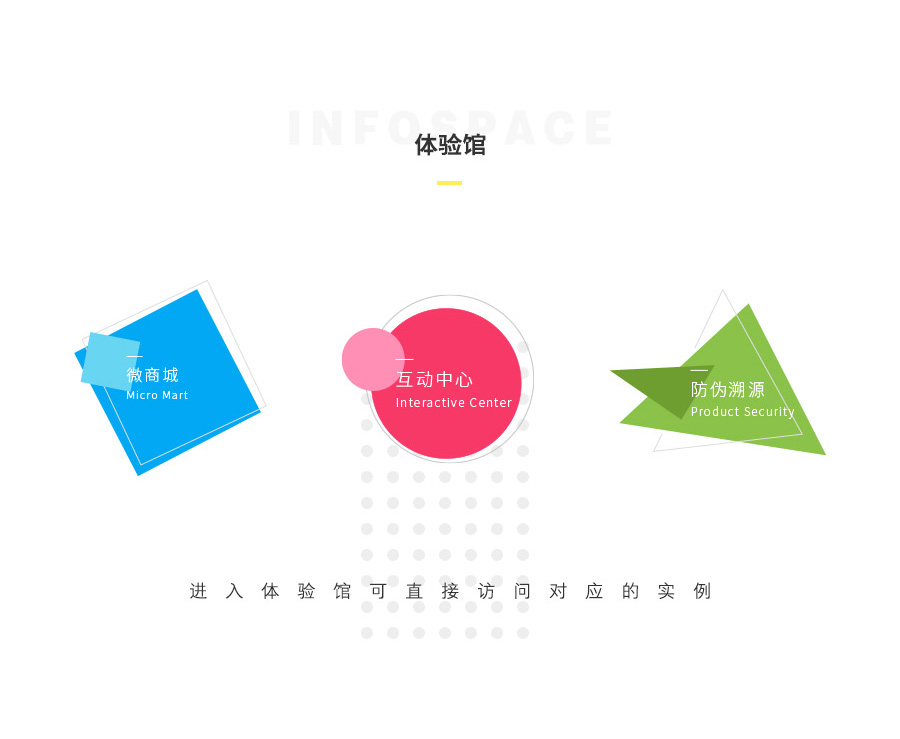 INFOSPACE
体验馆
微商城
Micro Mart
互动中心
Interactive Center
防伪溯源
Product Security
进入体验馆可直接访问对应的实例